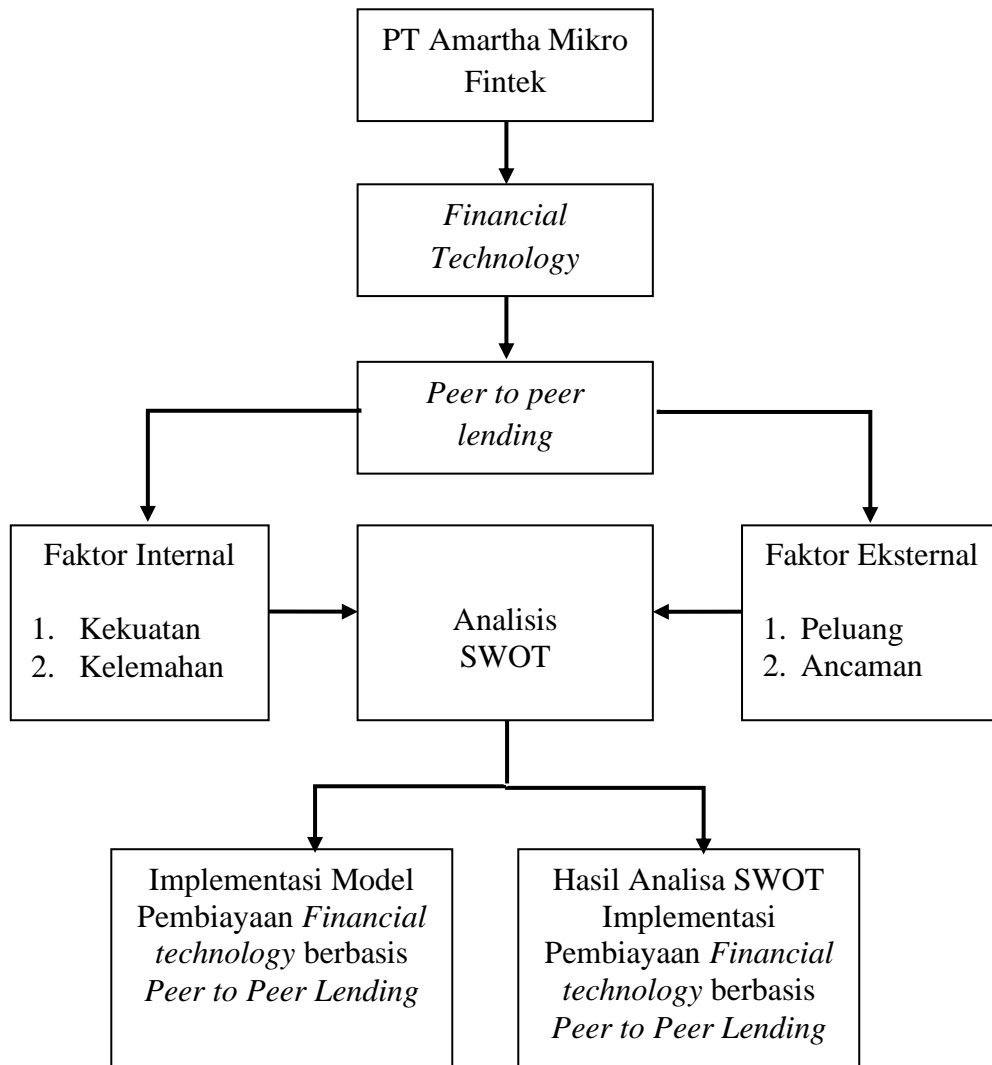 PT Amartha Mikro
Fintek
Financial
Technology
Peer to peer
lending
Faktor Internal
1. Kekuatan
2. Kelemahan
Analisis
SWOT
Faktor Eksternal
1. Peluang
2. Ancaman
Implementasi Model
Pembiayaan Financial
technology berbasis
Peer to Peer Lending
Hasil Analisa SWOT
Implementasi
Pembiayaan Financial
technology berbasis
Peer to Peer Lending